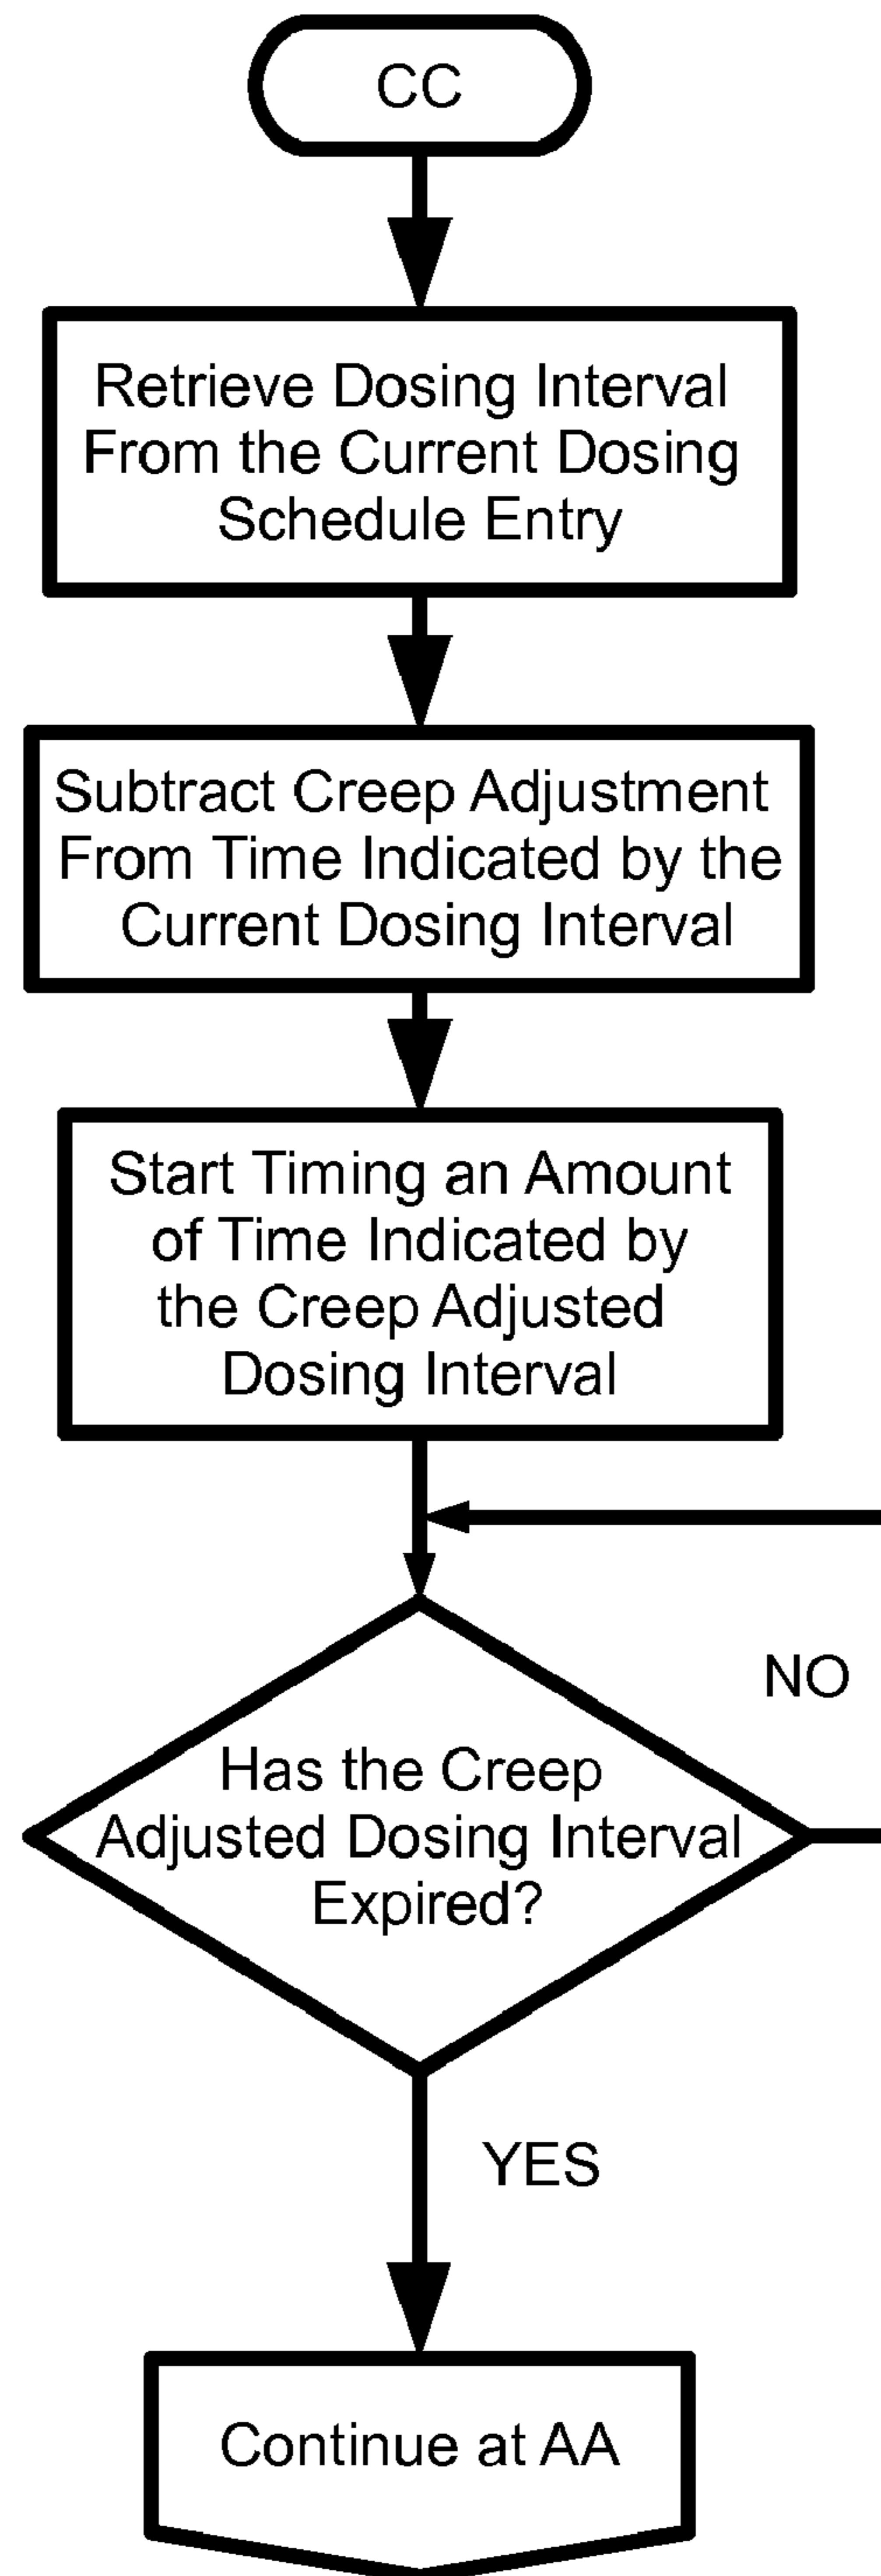 CC
Retrieve Dosing Interval
From the Current Dosing
Schedule Entry
Subtract Creep Adjustment
From Time Indicated by the
Current Dosing Interval
Start Timing an Amount
of Time Indicated by
the Creep Adjusted
Dosing Interval
NO
Has the Creep
Adjusted Dosing Interval
Expired?
YES
Continue at AA